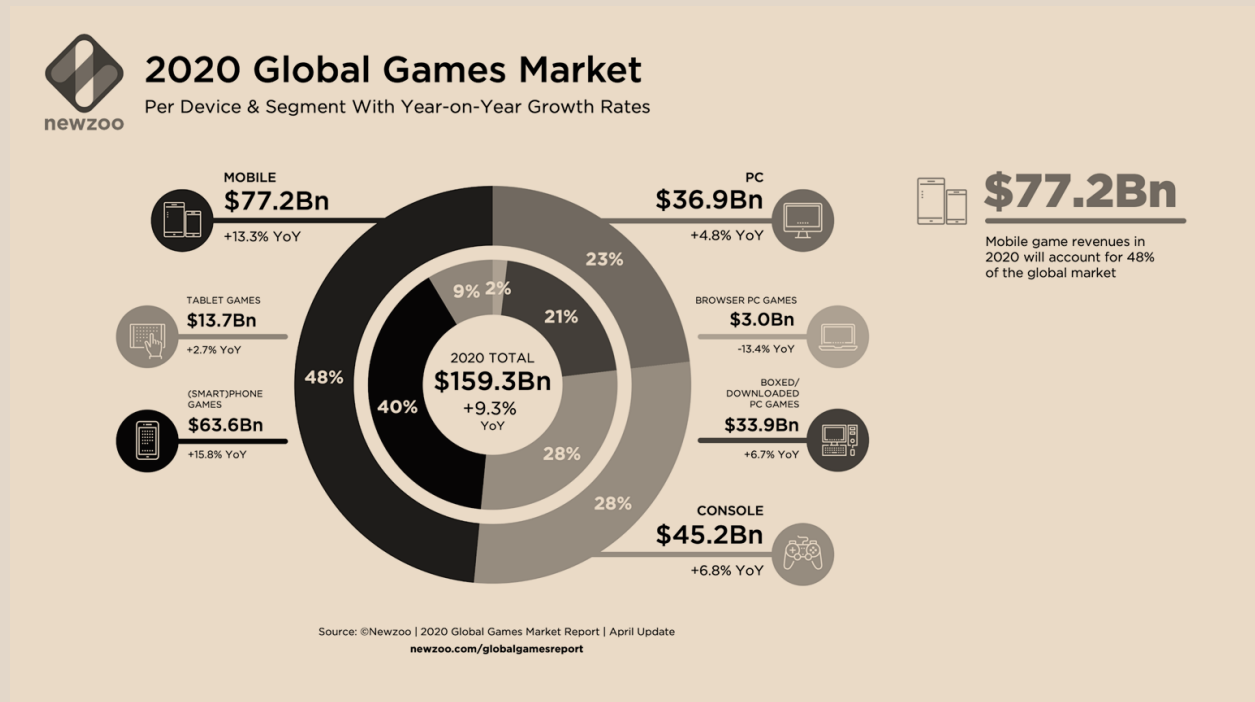 newzoo
2020 Global Games Market
Per Device & Segment With Year-on-Year Growth Rates
MOBILE
$77.2Bn
+13.3% YoY
TABLET GAMES
$13.7Bn
+2.7% YoY
(SMART)PHONE
GAMES
$63.6Bn
+15.8% YoY
48%
40%
9%
2%
21%
23%
28%
28%
2020 TOTAL
$159.3Bn
+9.3%
YoY
PC
$36.9Bn
+4.8% YoY
BROWSER PC GAMES
$3.0Bn
-13.4% YoY
BOXED/
DOWNLOADED
PC GAMES
$33.9Bn
+6.7% YoY
CONSOLE
$45.2Bn
+6.8% YoY
$77.2Bn
Mobile game revenues in
2020 will account for 48%
of the global market
Source: ©Newzoo | 2020 Global Games Market Report | April Update
newzoo.com/globalgamesreport